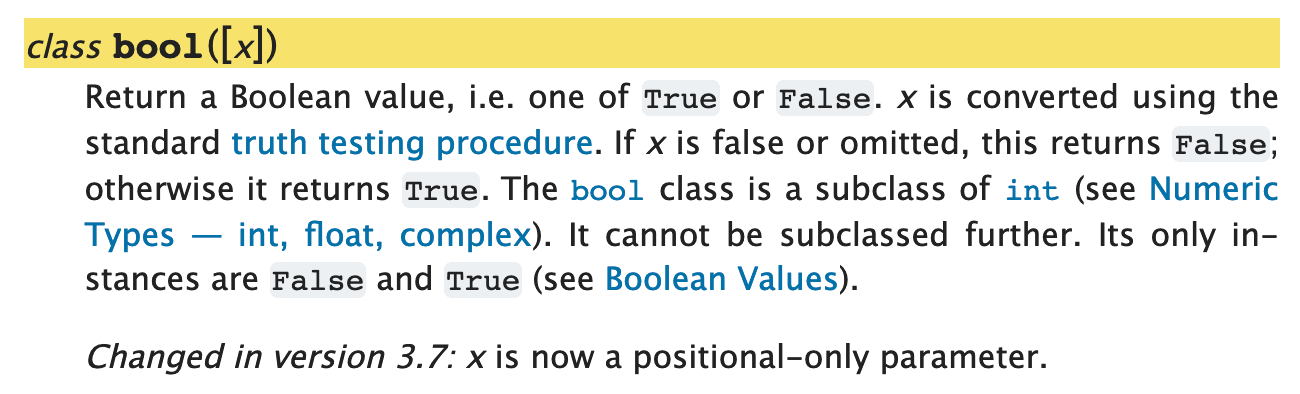 class bool([x])
Return a Boolean value, i.e. one of True or False. x is converted using the
standard truth testing procedure. If x is false or omitted, this returns False;
otherwise it returns True. The bool class is a subclass of int (see Numeric
Types — int, float, complex). It cannot be subclassed further. Its only in-
stances are False and True (see Boolean Values).
Changed in version 3.7: x is now a positional-only parameter.